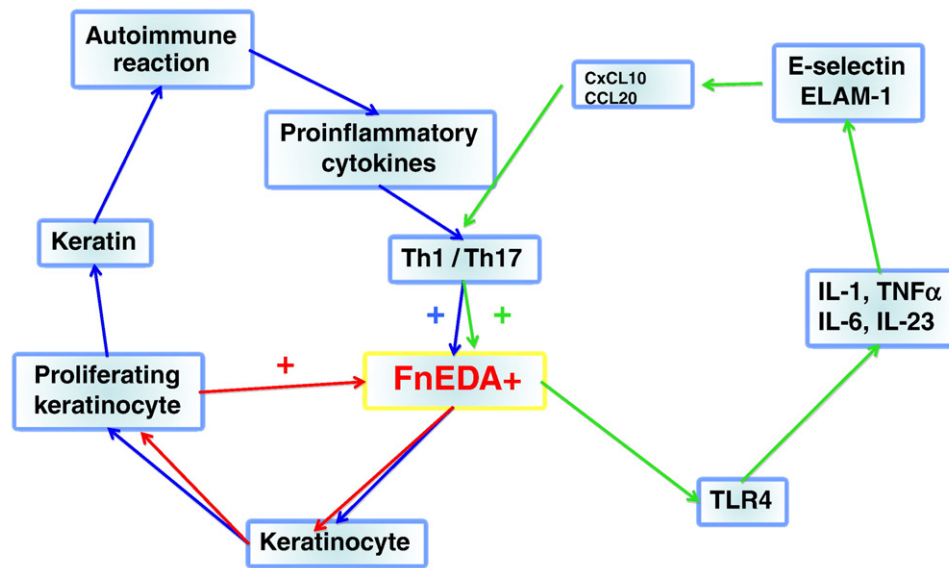 Autoimmune
reaction
CxCL10
CCL20
E-selectin
ELAM-1
Proinflammatory
cytokines
Keratin
Th1 / Th17
IL-1, TNFα
IL-6, IL-23
+
+
+
Proliferating
keratinocyte
FnEDA+
TLR4
Keratinocyte